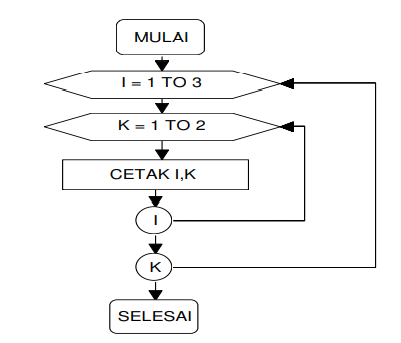 MULAI
I = 1 TO 3
K = 1 TO 2
CETAK I,K
I
K
SELESAI